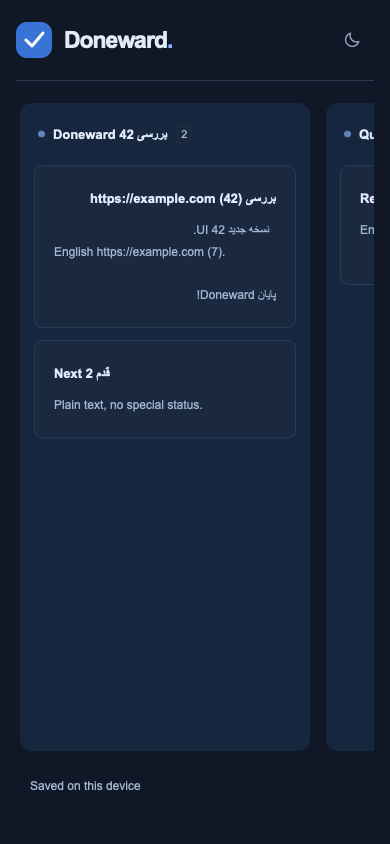 Doneward.
بررسی Doneward 42
2
بررسی https://example.com (42)
نسخه جدید UI 42.
English https://example.com (7).
پایان Doneward!
Next 2 قدم
Plain text, no special status.
Saved on this device